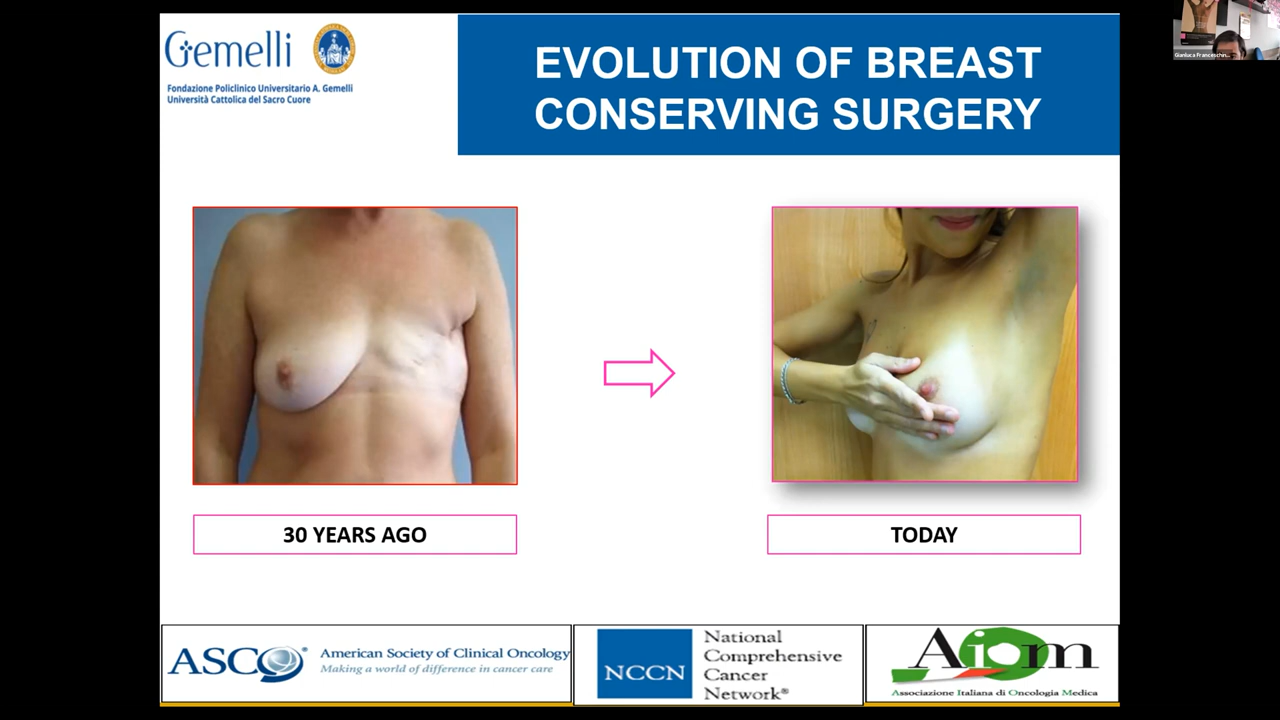 Gemelli
Fondazione Policlinico Universitario A. Gemelli
Università Cattolica del Sacro Cuore
EVOLUTION OF BREAST
CONSERVING SURGERY
30 YEARS AGO
TODAY
ASCO®
American Society of Clinical Oncology
Making a world of difference in cancer care
NCCN
National
Comprehensive
Cancer
Network®
Aiom
Associazione Italiana di Oncologia Medica